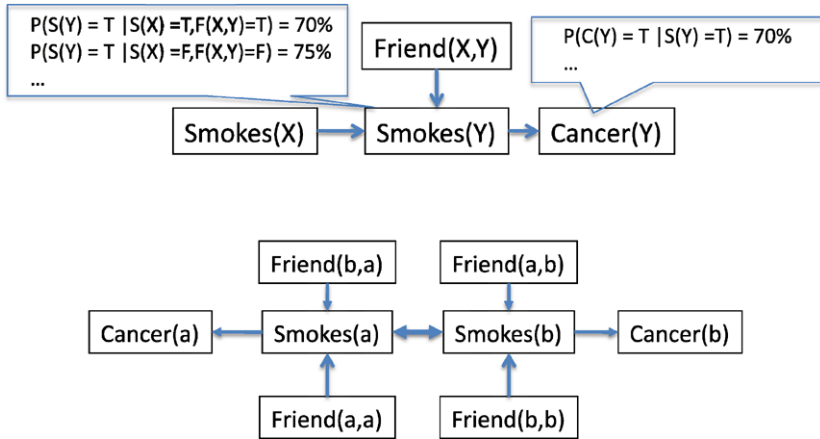 P(S(Y) = T |S(X) =T,F(X,Y)=T) = 70%
P(S(Y) = T |S(X) =F,F(X,Y)=F) = 75%
...
Friend(X,Y)
P(C(Y) = T |S(Y) =T) = 70%
...
Smokes(X)
Smokes(Y)
Cancer(Y)
Friend(b,a)
Friend(a,b)
Cancer(a)
Smokes(a)
Smokes(b)
Cancer(b)
Friend(a,a)
Friend(b,b)